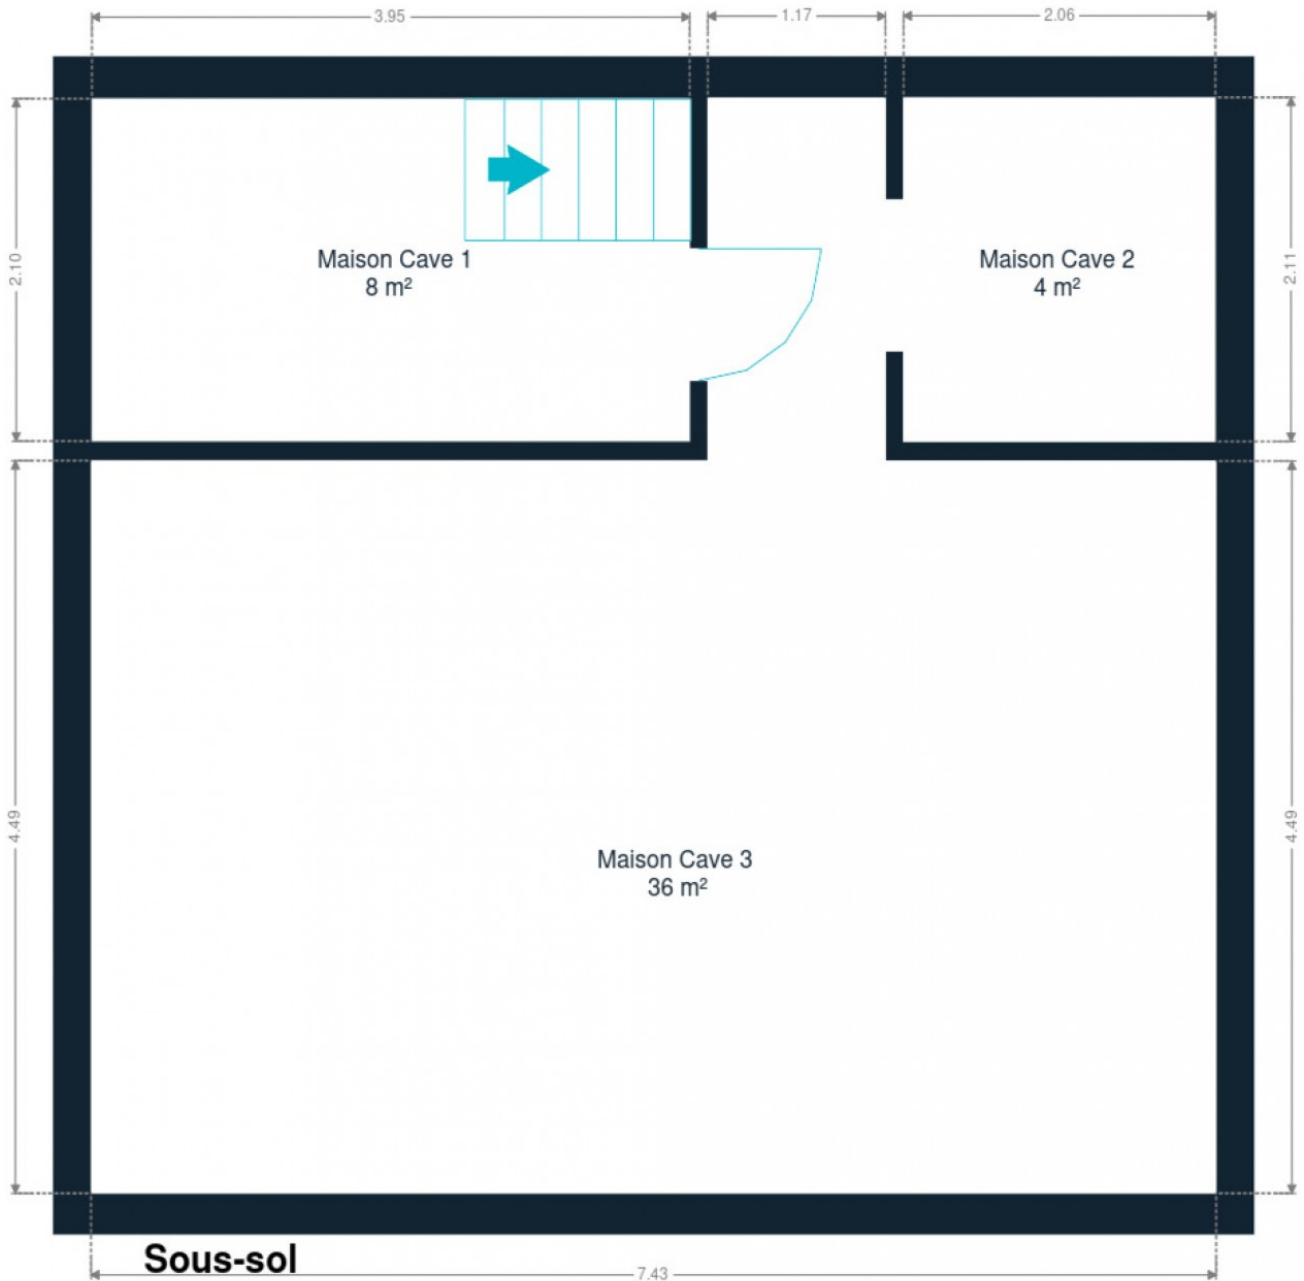 3.95
1.17
2.06
2.10
Maison Cave 1
8 m²
Maison Cave 2
4 m²
2.11
4.49
Maison Cave 3
36 m²
4.49
Sous-sol
7.43